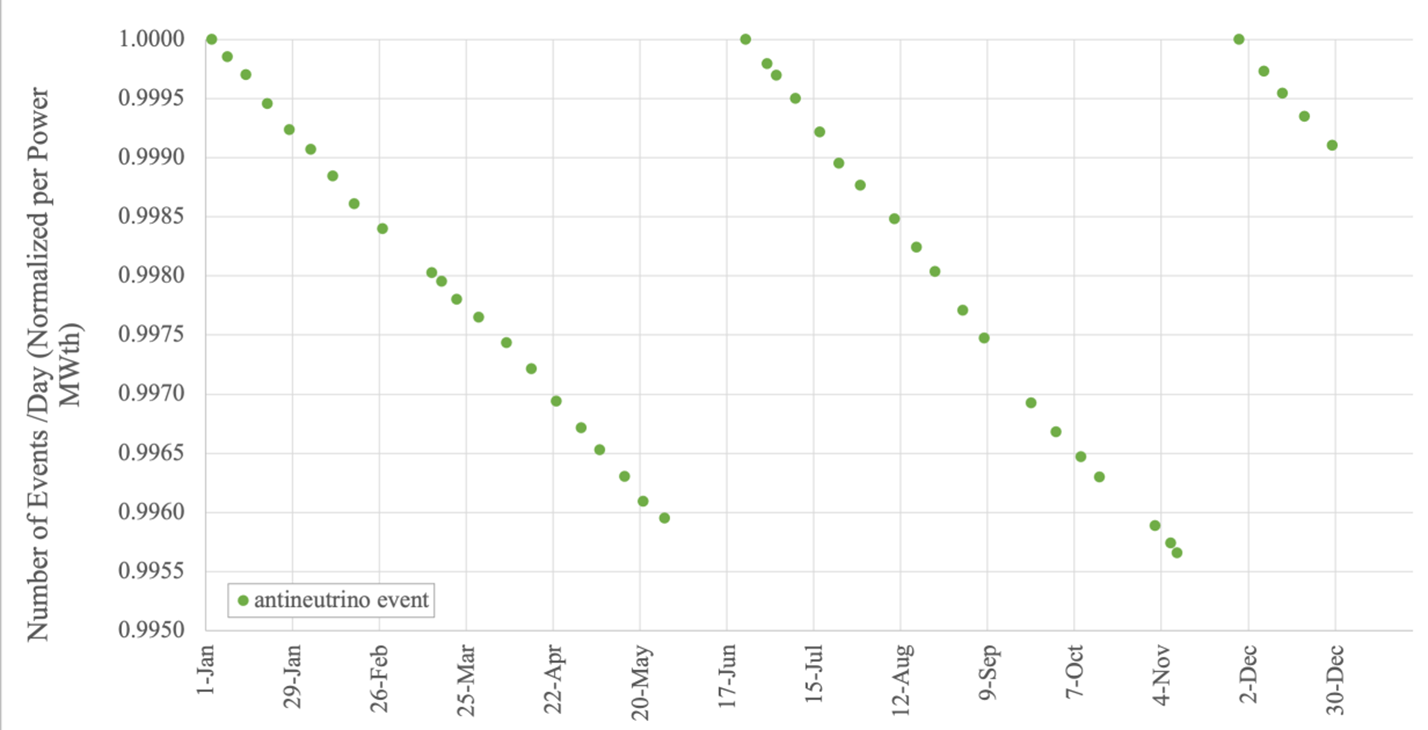 Number of Events /Day (Normalized per Power
MWth)
1.0000
0.9995
0.9990
0.9985
0.9980
0.9975
0.9970
0.9965
0.9960
0.9955
0.9950
antineutrino event
1-Jan
29-Jan
26-Feb
25-Mar
22-Apr
20-May
17-Jun
15-Jul
12-Aug
9-Sep
7-Oct
4-Nov
2-Dec
30-Dec